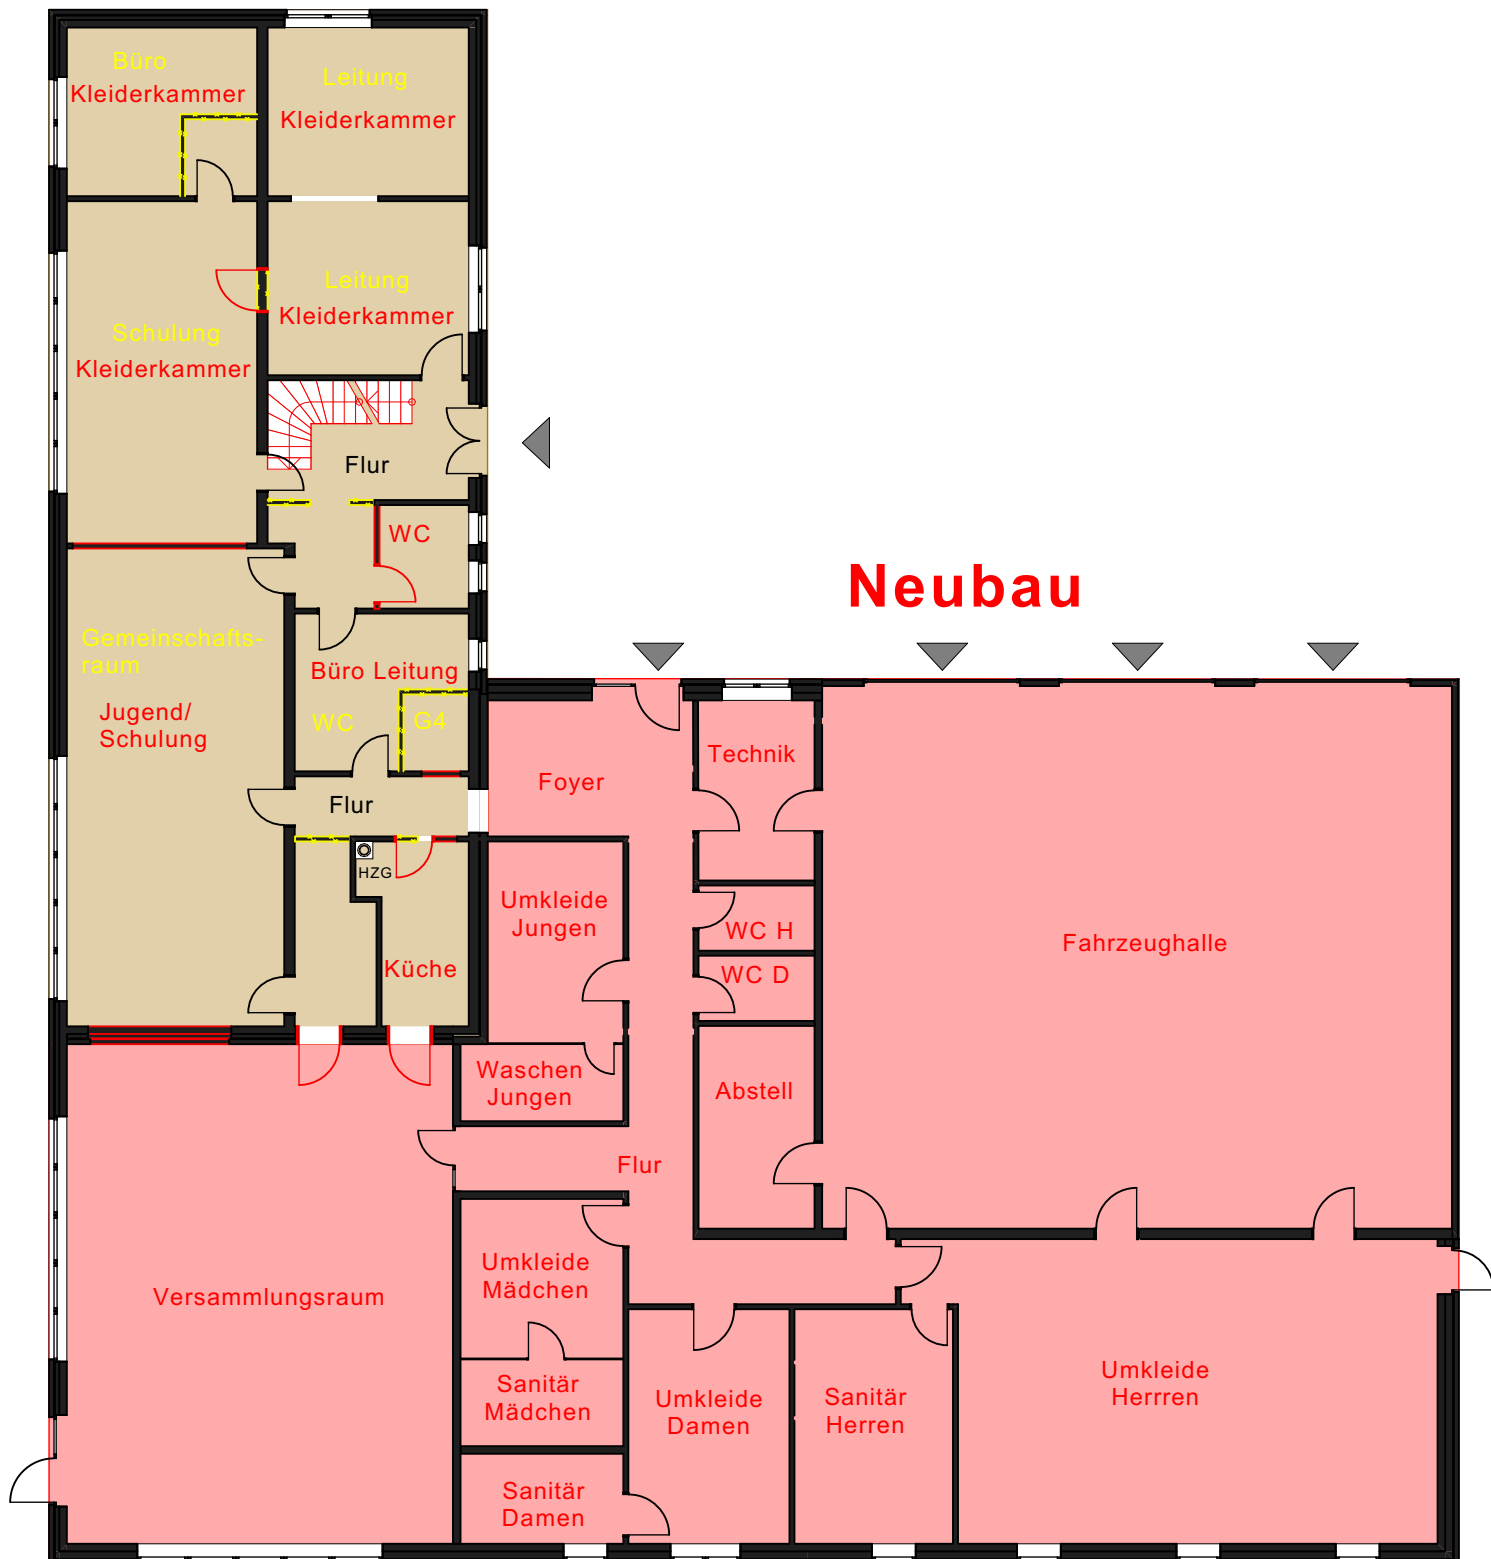 Büro
Kleiderkammer
Leitung
Kleiderkammer
Leitung
Kleiderkammer
Schulung
Kleiderkammer
Flur
WC
Neubau
Gemeinschafts-
raum
Jugend/
Schulung
Büro Leitung
WC
G4
Flur
HZG
Küche
Foyer
Technik
Umkleide
Jungen
WC H
WC D
Fahrzeughalle
Waschen
Jungen
Abstell
Flur
Versammlungsraum
Umkleide
Mädchen
Sanitär
Mädchen
Umkleide
Damen
Sanitär
Herren
Umkleide
Herrren
Sanitär
Damen